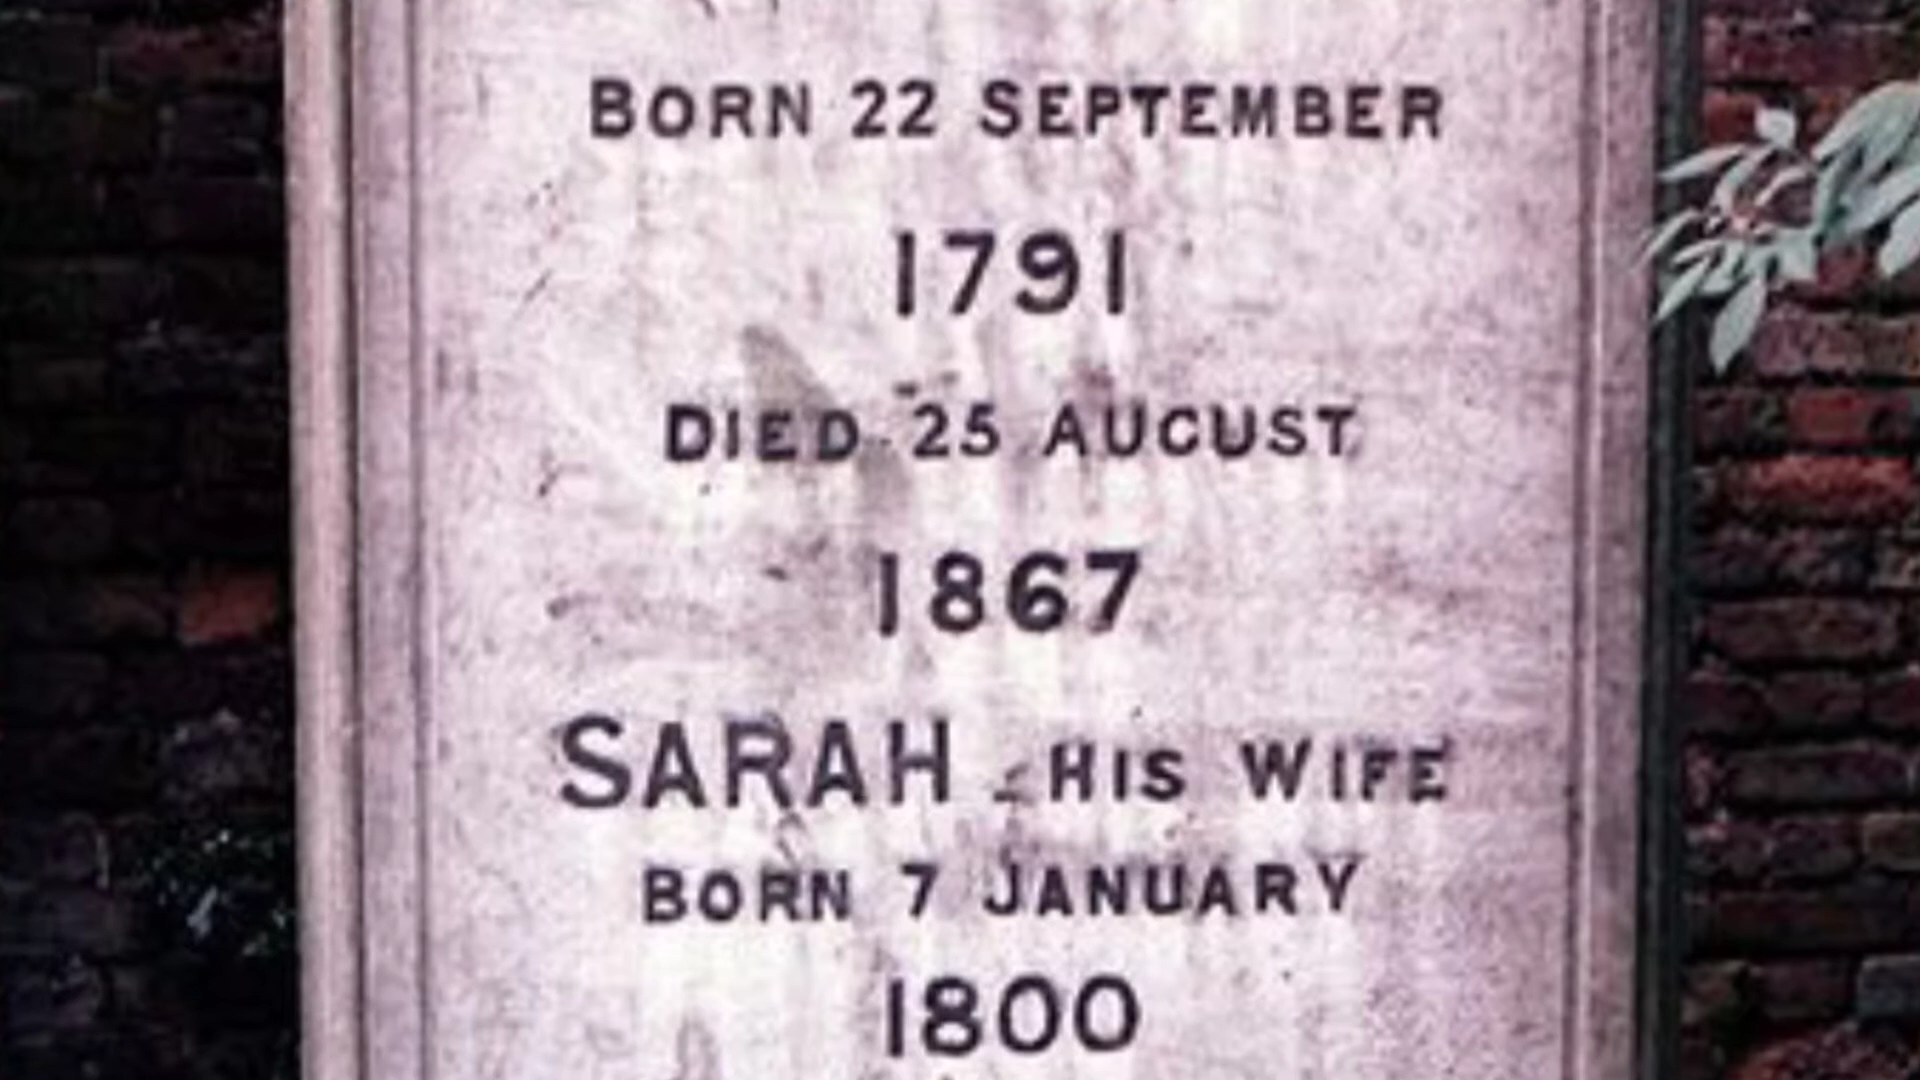 BORN 22 SEPTEMBER
1791
DIED 25 AUGUST
1867
SARAH HIS WIFE
BORN 7 JANUARY
1800